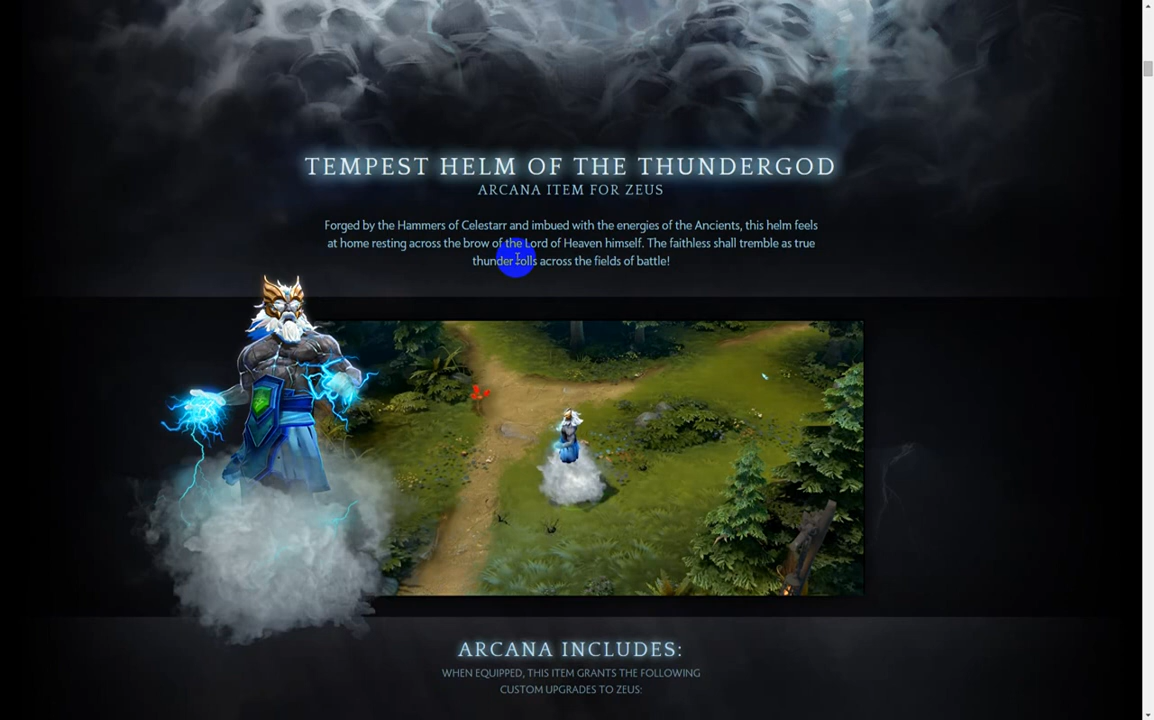 TEMPEST HELM OF THE THUNDERGOD
ARCANA ITEM FOR ZEUS
Forged by the Hammers of Celestarr and imbued with the energies of the Ancients, this helm feels
at home resting across the brow of the Lord of Heaven himself. The faithless shall tremble as true
thunder rolls across the fields of battle!
ARCANA INCLUDES:
WHEN EQUIPPED, THIS ITEM GRANTS THE FOLLOWING
CUSTOM UPGRADES TO ZEUS: